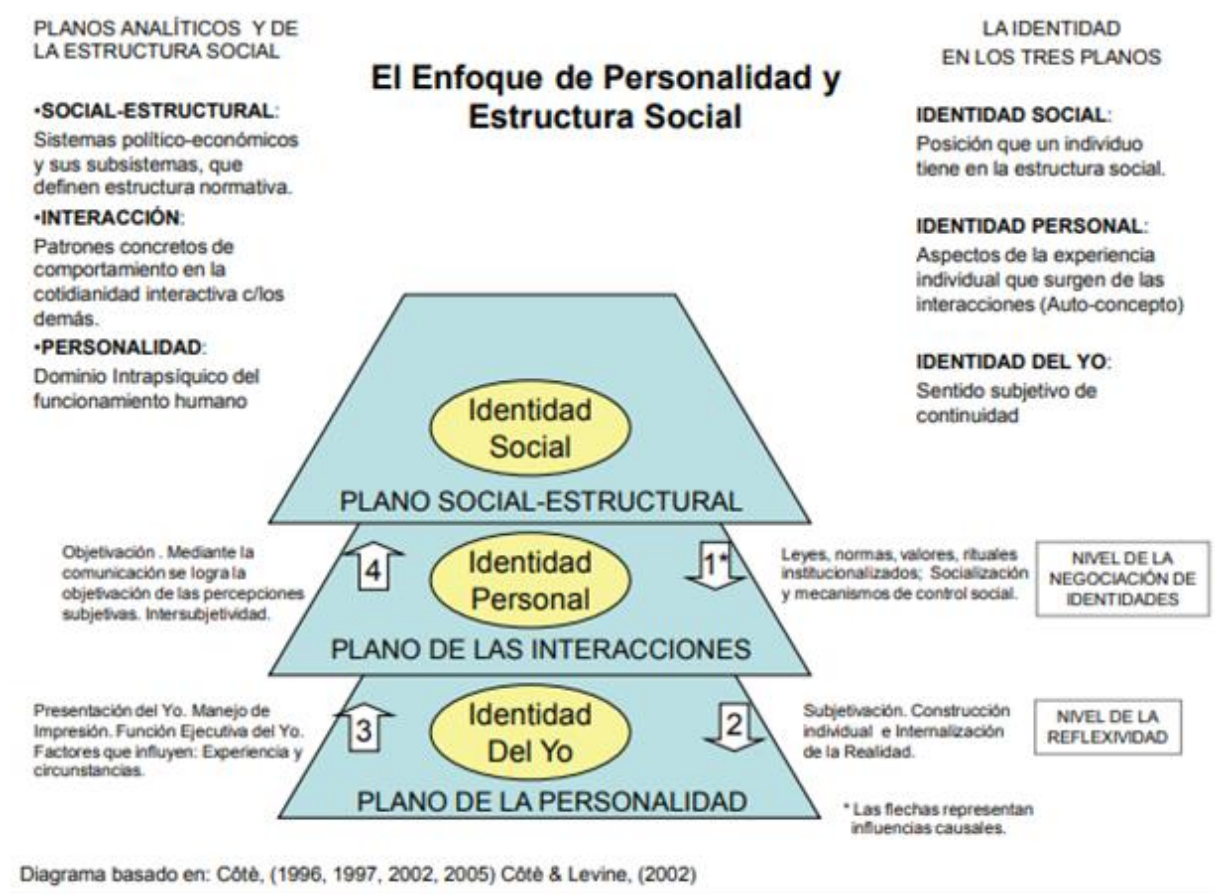 PLANOS ANALÍTICOS Y DE
LA ESTRUCTURA SOCIAL
•SOCIAL-ESTRUCTURAL:
Sistemas político-económicos
y sus subsistemas, que
definen estructura normativa.
•INTERACCIÓN:
Patrones concretos de
comportamiento en la
cotidianidad interactiva c/los
demás.
•PERSONALIDAD:
Dominio Intrapsíquico del
funcionamiento humano
El Enfoque de Personalidad y
Estructura Social
LA IDENTIDAD
EN LOS TRES PLANOS
IDENTIDAD SOCIAL:
Posición que un individuo
tiene en la estructura social.
IDENTIDAD PERSONAL:
Aspectos de la experiencia
individual que surgen de las
interacciones (Auto-concepto)
IDENTIDAD DEL YO:
Sentido subjetivo de
continuidad
Identidad
Social
PLANO SOCIAL-ESTRUCTURAL
Objetivación . Mediante la
comunicación se logra la
objetivación de las percepciones
subjetivas. Intersubjetividad.
4
Identidad
Personal
1*
PLANO DE LAS INTERACCIONES
Leyes, normas, valores, rituales
institucionalizados; Socialización
y mecanismos de control social.
NIVEL DE LA
NEGOCIACIÓN DE
IDENTIDADES
Presentación del Yo. Manejo de
Impresión. Función Ejecutiva del Yo.
Factores que influyen: Experiencia y
circunstancias.
3
Identidad
Del Yo
2
PLANO DE LA PERSONALIDAD
Subjetivación. Construcción
individual e Internalización
de la Realidad.
NIVEL DE LA
REFLEXIVIDAD
* Las flechas representan
influencias causales.
Diagrama basado en: Côtè, (1996, 1997, 2002, 2005) Côtè & Levine, (2002)